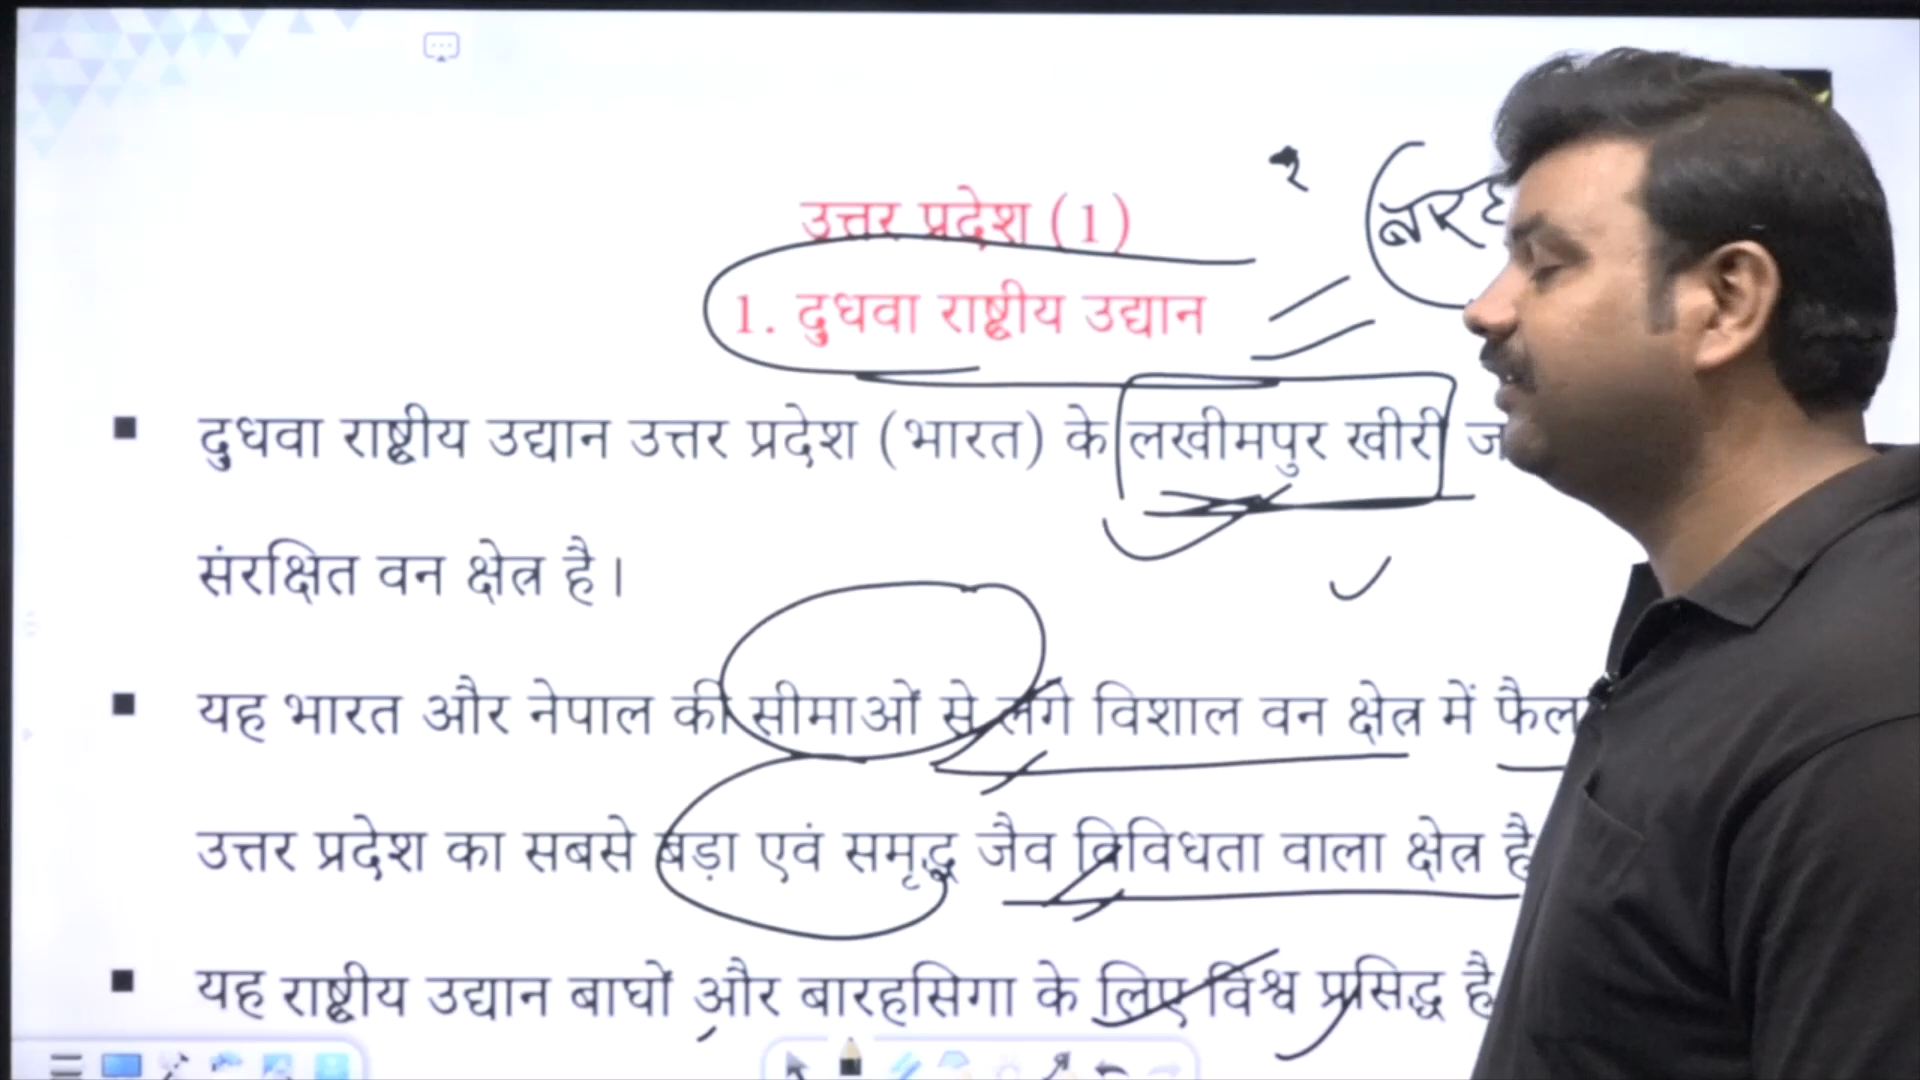 उत्तर प्रदेश (1)
1. दुधवा राष्ट्रीय उद्यान
दुधवा राष्ट्रीय उद्यान उत्तर प्रदेश (भारत) के लखीमपुर खीरी
संरक्षित वन क्षेत्र है।
यह भारत और नेपाल की सीमाओं से लगे विशाल वन क्षेत्र में
उत्तर प्रदेश का सबसे बड़ा एवं समृद्ध जैव विविधता वाला क्षेत्र है
यह राष्ट्रीय उद्यान बाघों और बारहसिगा के लिए विश्व प्रसिद्ध है